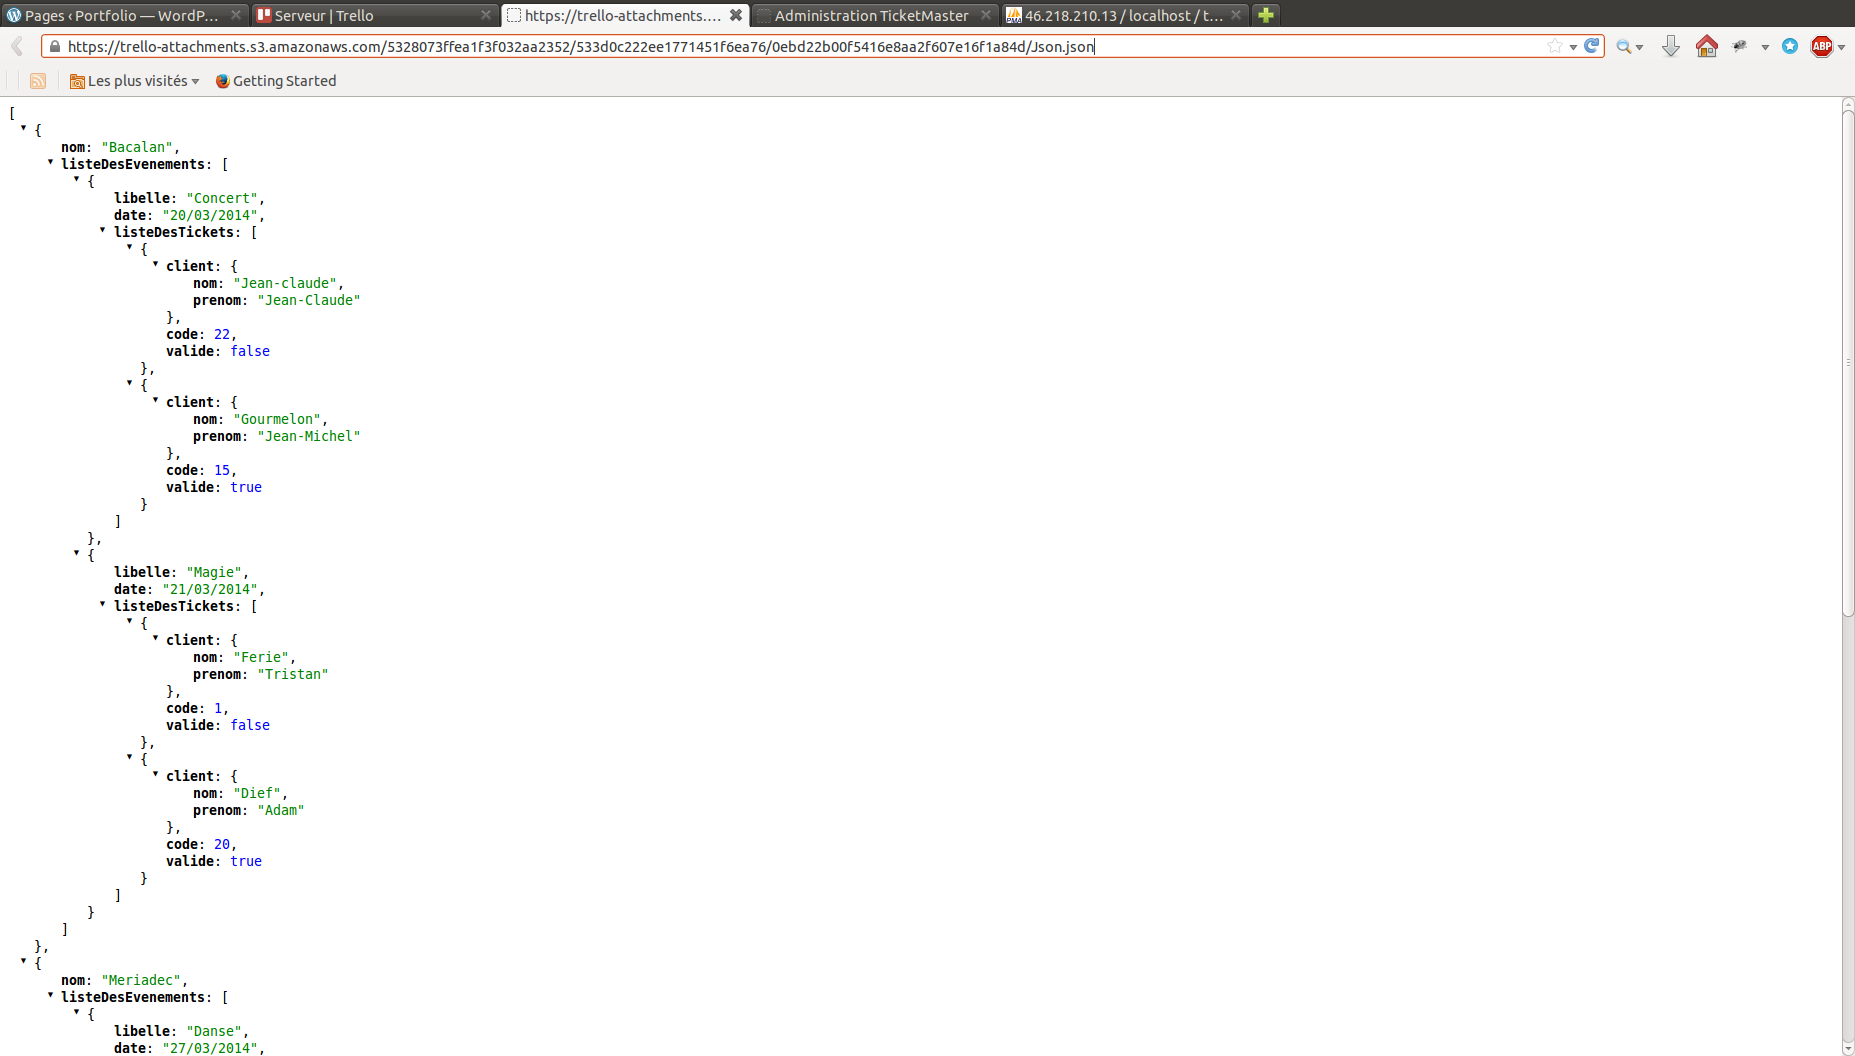 Pages ‹ Portfolio — WordP...
Serveur | Trello
https://trello-attachments....
Administration TicketMaster
46.218.210.13 / localhost / t...
https://trello-attachments.s3.amazonaws.com/5328073ffea1f3f032aa2352/533d0c222ee1771451f6ea76/0ebd22b00f5416e8aa2f607e16f1a84d/Json.json
ABP
Les plus visités
Getting Started
[
{
nom: "Bacalan",
listeDesEvenements: [
{
libelle: "Concert",
date: "20/03/2014",
listeDesTickets: [
{
client: {
nom: "Jean-claude",
prenom: "Jean-Claude"
},
code: 22,
valide: false
},
{
client: {
nom: "Gourmelon",
prenom: "Jean-Michel"
},
code: 15,
valide: true
}
]
},
{
libelle: "Magie",
date: "21/03/2014",
listeDesTickets: [
{
client: {
nom: "Ferie",
prenom: "Tristan"
},
code: 1,
valide: false
},
{
client: {
nom: "Dief",
prenom: "Adam"
},
code: 20,
valide: true
}
]
}
]
},
{
nom: "Meriadec",
listeDesEvenements: [
{
libelle: "Danse",
date: "27/03/2014",